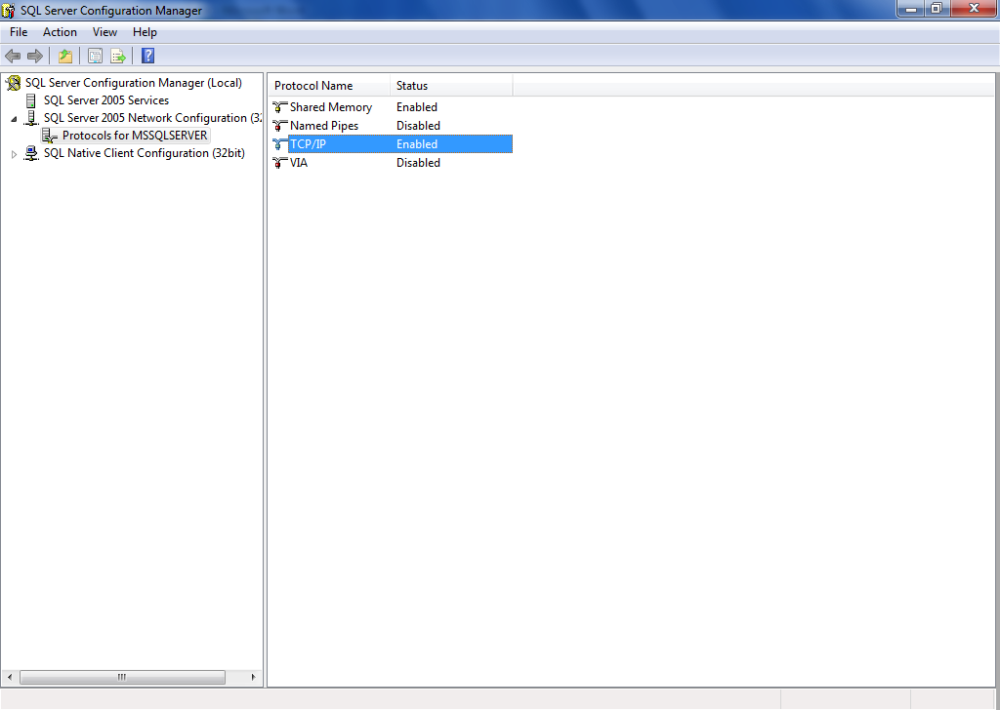 SQL Server Configuration Manager
File Action View Help
SQL Server Configuration Manager (Local)
SQL Server 2005 Services
SQL Server 2005 Network Configuration (32
Protocols for MSSQLSERVER
SQL Native Client Configuration (32bit)
Protocol Name Status
Shared Memory Enabled
Named Pipes Disabled
TCP/IP Enabled
VIA Disabled